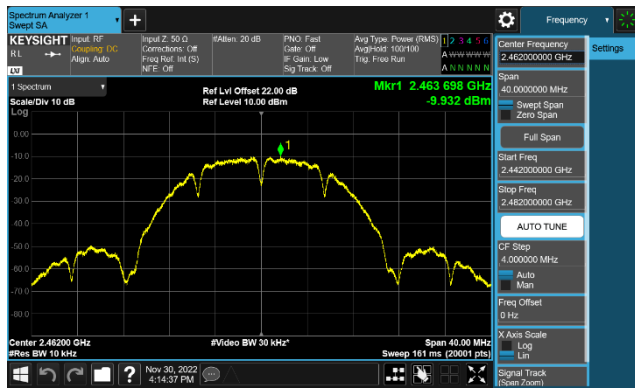 Spectrum Analyzer 1
Swept SA
Frequency
KEYSIGHT
RL
LXI
Input: RF
Coupling: DC
Align: Auto
Input Z: 50 Ω
Corrections: Off
Freq Ref: Int (S)
NFE: Off
#Atten: 20 dB
PNO: Fast
Gate: Off
IF Gain: Low
Sig Track: Off
Avg Type: Power (RMS)
Avg|Hold: 100/100
Trig: Free Run
1 2 3 4 5 6
A W W W W W
A N N N N N
1 Spectrum
Scale/Div 10 dB
Log
Ref Lvl Offset 22.00 dB
Ref Level 10.00 dBm
Mkr1 2.463 698 GHz
-9.932 dBm
1
0.00
-10.0
-20.0
-30.0
-40.0
-50.0
-60.0
-70.0
-80.0
Center 2.46200 GHz
#Res BW 10 kHz
#Video BW 30 kHz*
Span 40.00 MHz
Sweep 161 ms (20001 pts)
Nov 30, 2022
4:14:37 PM
Center Frequency
2.462000000 GHz
Settings
Span
40.0000000 MHz
Swept Span
Zero Span
Full Span
Start Freq
2.442000000 GHz
Stop Freq
2.482000000 GHz
AUTO TUNE
CF Step
4.000000 MHz
Auto
Man
Freq Offset
0 Hz
X Axis Scale
Log
Lin
Signal Track
(Span Zoom)